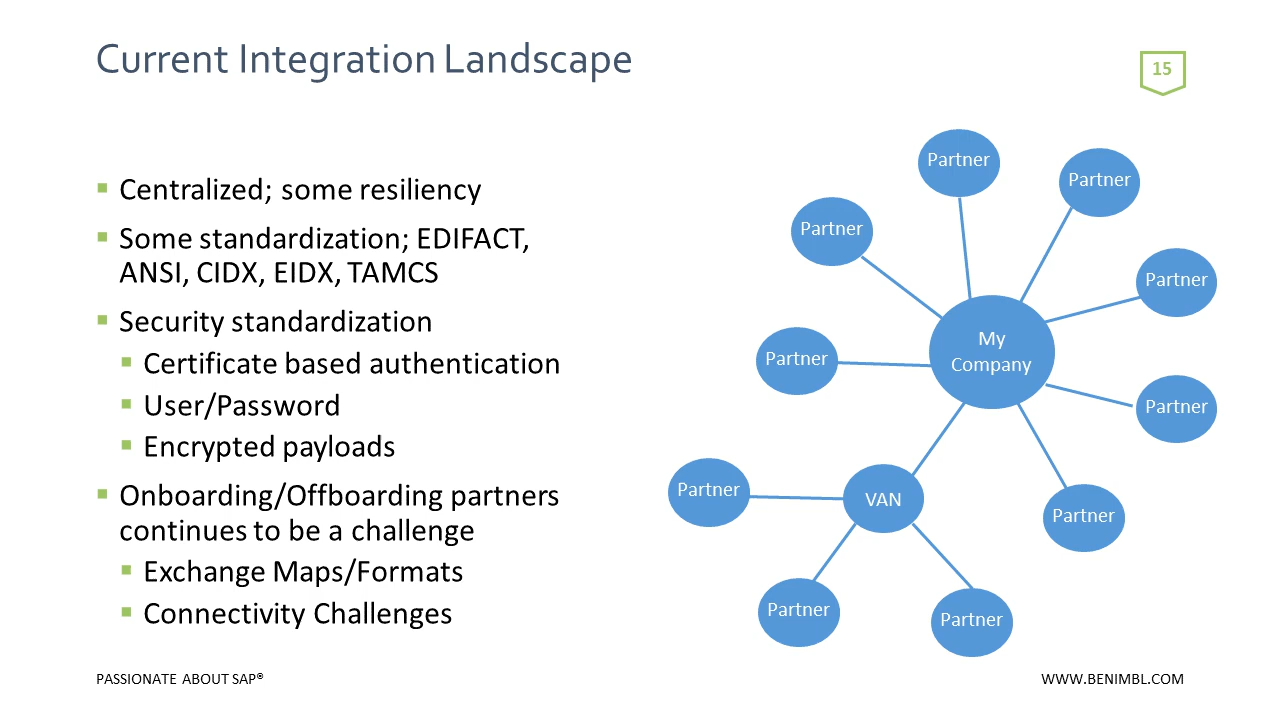 Current Integration Landscape
15
Centralized; some resiliency
Some standardization; EDIFACT,
ANSI, CIDX, EIDX, TAMCS
Security standardization
Certificate based authentication
User/Password
Encrypted payloads
Onboarding/Offboarding partners
continues to be a challenge
Exchange Maps/Formats
Connectivity Challenges
Partner
Partner
Partner
Partner
My
Company
Partner
Partner
Partner
VAN
Partner
Partner
Partner
PASSIONATE ABOUT SAP®
WWW.BENIMBL.COM